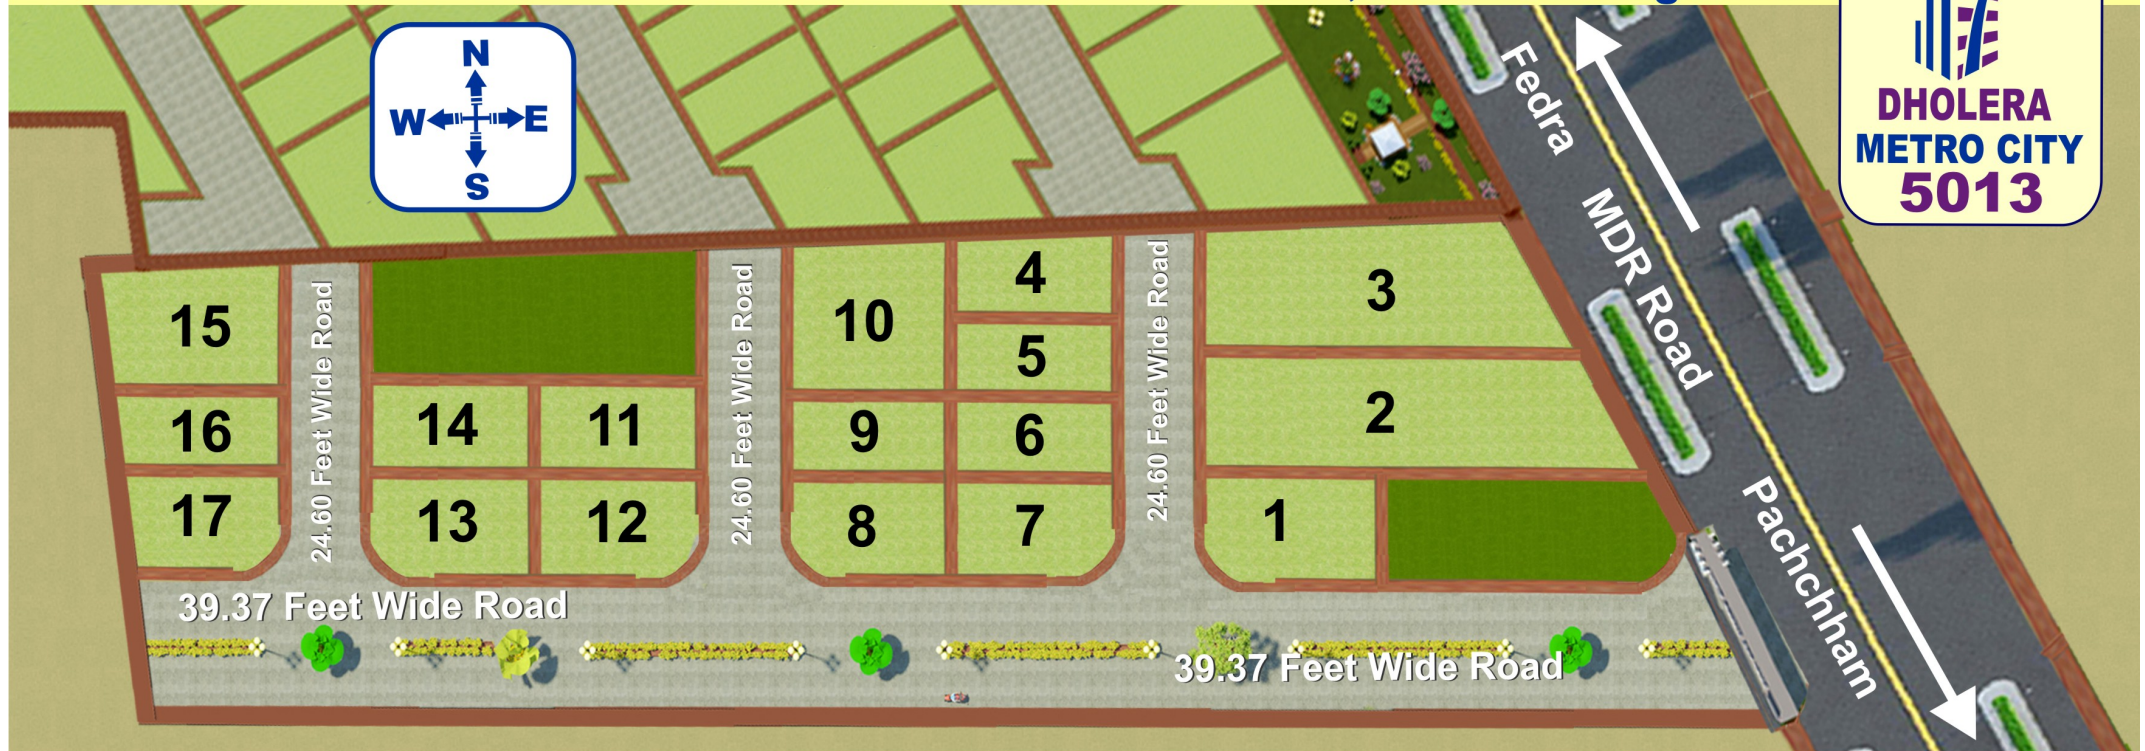 N
W E
S
DHOLERA
METRO CITY
5013
Fedra
MDR Road
Pachchham
15
16
17
24.60 Feet Wide Road
14
11
13
12
24.60 Feet Wide Road
10
4
5
9
6
8
7
24.60 Feet Wide Road
3
2
1
39.37 Feet Wide Road
39.37 Feet Wide Road